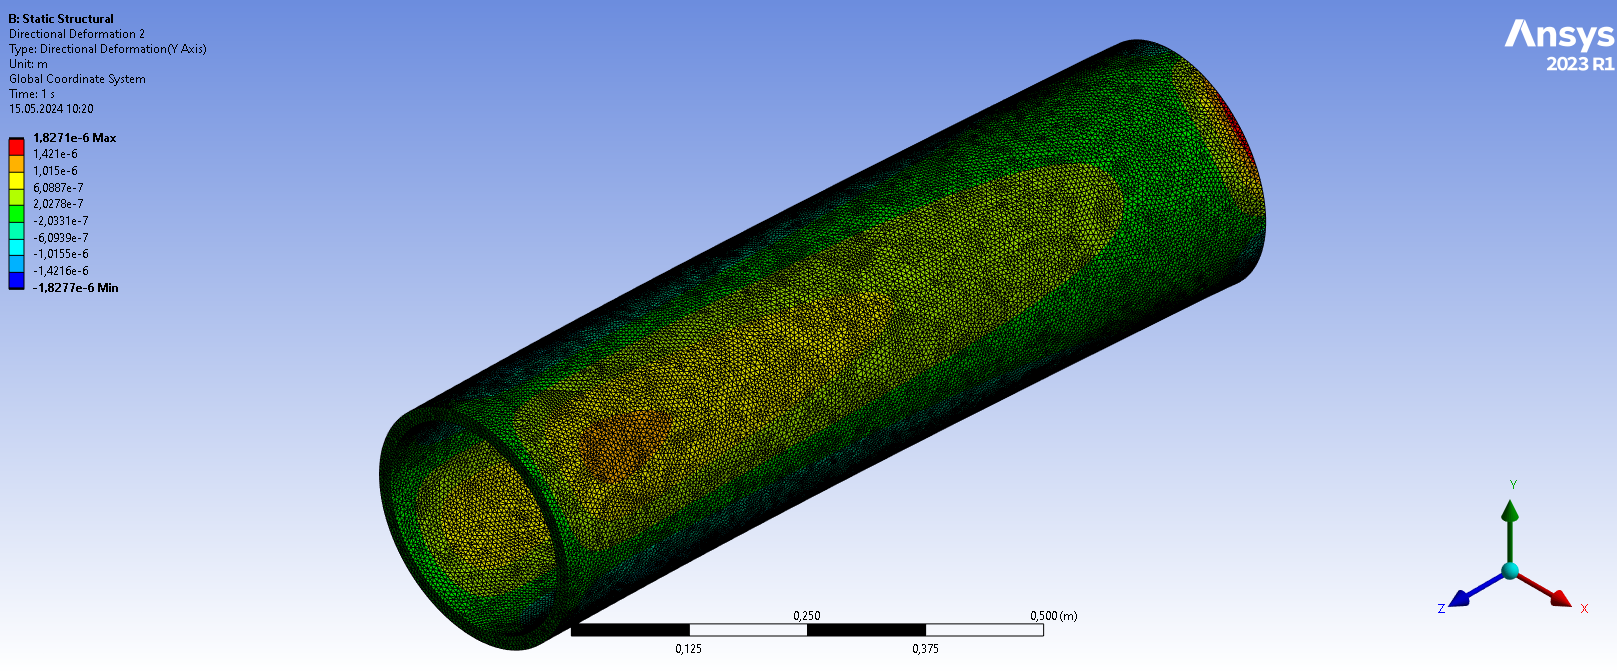 B: Static Structural
Directional Deformation 2
Type: Directional Deformation(Y Axis)
Unit: m
Global Coordinate System
Time: 1 s
15.05.2024 10:20
1,8271e-6 Max
1,421e-6
1,015e-6
6,0887e-7
2,0278e-7
-2,0331e-7
-6,0939e-7
-1,0155e-6
-1,4216e-6
-1,8277e-6 Min
Ansys
2023 R1
0,250
0,500 (m)
0,125
0,375
Y
Z
X